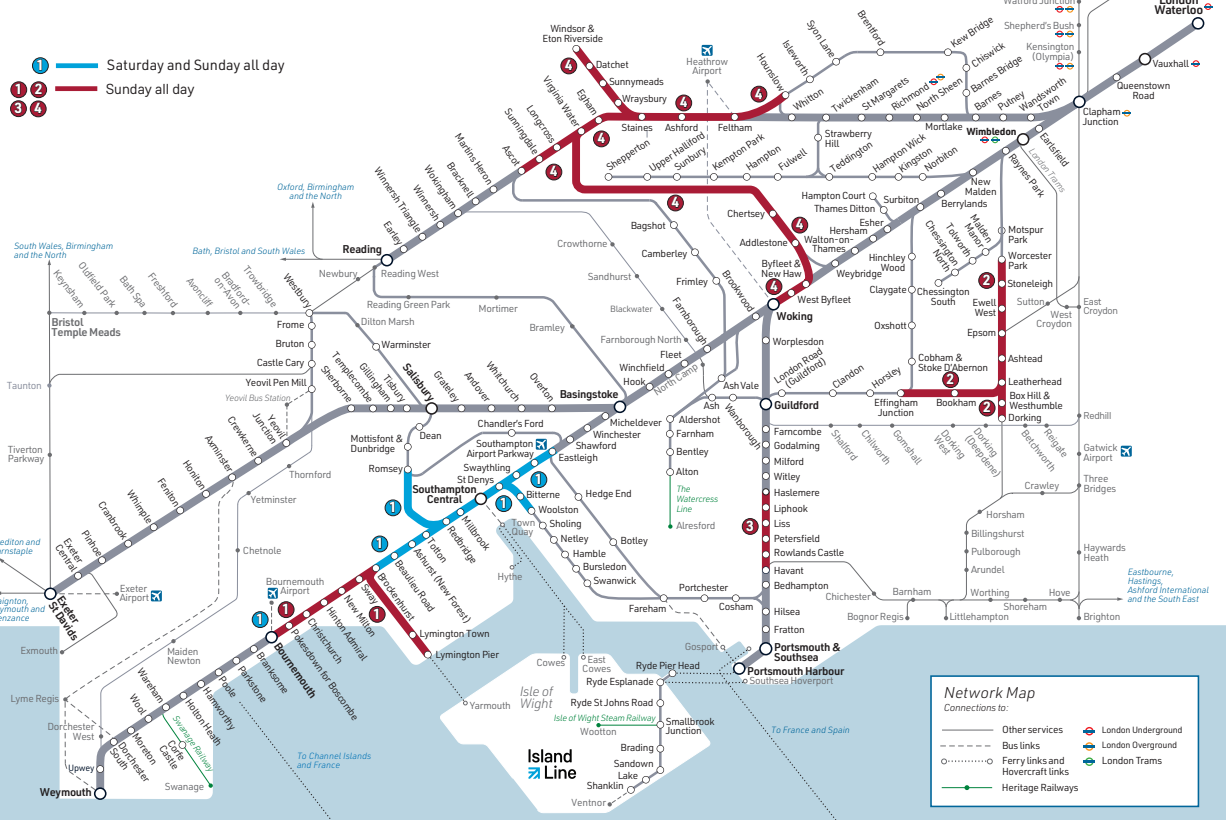 1 Saturday and Sunday all day
1 2 Sunday all day
3 4
Windsor &
Eton Riverside
Datchet
Sunnymeads
Wraysbury
Virginia Water
Egham
Longcross
Sunningdale
Ascot
Martins Heron
Bracknell
Wokingham
Winnersh
Winnersh Triangle
Earley
Reading
Reading West
Staines
Ashford
Feltham
Heathrow
Airport
Hounslow
Isleworth
Syon Lane
Brentford
Kew Bridge
Chiswick
Barnes Bridge
Whitton
Twickenham
St Margarets
Richmond
North Sheen
Mortlake
Barnes
Putney
Wandsworth
Town
Clapham
Junction
Queenstown
Road
Vauxhall
London
Waterloo
Watford Junction
Shepherd's Bush
Kensington
(Olympia)
Wimbledon
Earlsfield
London Trams
Raynes Park
Strawberry
Hill
Shepperton
Upper Halliford
Sunbury
Kempton Park
Hampton
Fulwell
Teddington
Hampton Wick
Kingston
Norbiton
New
Malden
Berrylands
Surbiton
Hampton Court
Thames Ditton
Esher
Hersham
Walton-on-
Thames
Weybridge
Chertsey
Addlestone
Byfleet &
New Haw
West Byfleet
Woking
Hinchley
Wood
Claygate
Oxshott
Cobham &
Stoke D'Abernon
Malden
Manor
Tolworth
Chessington
North
Chessington
South
Motspur
Park
Worcester
Park
Stoneleigh
Ewell
West
Epsom
Ashtead
Leatherhead
Box Hill &
Westhumble
Dorking
Bookham
Effingham
Junction
Horsley
Clandon
London Road
(Guildford)
Guildford
Worplesdon
Sutton
West
Croydon
East
Croydon
Redhill
Gatwick
Airport
Three
Bridges
Crawley
Horsham
Billingshurst
Pulborough
Arundel
Haywards
Heath
Shalford
Chilworth
Gomshall
Dorking
West
Dorking
(Deepdene)
Betchworth
Reigate
Bagshot
Camberley
Frimley
Brookwood
Crowthorne
Sandhurst
Blackwater
Farnborough North
Farnborough
Fleet
Winchfield
Hook
North Camp
Ash Vale
Ash
Wanborough
Aldershot
Farnham
Bentley
Alton
The
Watercress
Line
Alresford
Farncombe
Godalming
Milford
Witley
Haslemere
Liphook
Liss
Petersfield
Rowlands Castle
Havant
Bedhampton
Hilsea
Fratton
Portsmouth &
Southsea
Portsmouth Harbour
Southsea Hoverport
Gosport
Chichester
Barnham
Bognor Regis
Littlehampton
Worthing
Shoreham
Hove
Brighton
Eastbourne,
Hastings,
Ashford International
and the South East
Oxford, Birmingham
and the North
Bath, Bristol and South Wales
South Wales, Birmingham
and the North
Keynsham
Oldfield Park
Bath Spa
Freshford
Avoncliff
Bradford-
on-Avon
Trowbridge
Westbury
Newbury
Bristol
Temple Meads
Taunton
Tiverton
Parkway
Reading Green Park
Mortimer
Bramley
Frome
Bruton
Castle Cary
Yeovil Pen Mill
Yeovil Bus Station
Dilton Marsh
Warminster
Salisbury
Sherborne
Templecombe
Gillingham
Tisbury
Grateley
Andover
Whitchurch
Overton
Basingstoke
Yeovil
Junction
Crewkerne
Axminster
Honiton
Feniton
Whimple
Cranbrook
Pinhoe
Exeter
Central
Exeter
St Davids
Exeter
Airport
Exmouth
Thornford
Yetminster
Chetnole
Maiden
Newton
Dorchester
West
Lyme Regis
Dean
Mottisfont &
Dunbridge
Romsey
Chandler's Ford
Micheldever
Winchester
Shawford
Eastleigh
Southampton
Airport Parkway
Swaythling
St Denys
Southampton
Central
Millbrook
Redbridge
Totton
Ashurst (New Forest)
Beaulieu Road
Brockenhurst
Sway
New Milton
Hinton Admiral
Christchurch
Pokesdown for Boscombe
Bournemouth
Bournemouth
Airport
Lymington Town
Lymington Pier
Branksome
Parkstone
Poole
Hamworthy
Holton Heath
Wareham
Wool
Moreton
Dorchester
South
Upwey
Weymouth
Swanage Railway
Corfe
Castle
Swanage
Bitterne
Woolston
Sholing
Netley
Hamble
Bursledon
Swanwick
Hedge End
Botley
Fareham
Portchester
Cosham
Town
Quay
Hythe
Cowes
East
Cowes
Yarmouth
Isle of
Wight
Island
Line
Ryde Pier Head
Ryde Esplanade
Ryde St Johns Road
Isle of Wight Steam Railway
Wootton
Smallbrook
Junction
Brading
Sandown
Lake
Shanklin
Ventnor
To Channel Islands
and France
To France and Spain
Network Map
Connections to:
Other services
Bus links
Ferry links and
Hovercraft links
Heritage Railways
London Underground
London Overground
London Trams